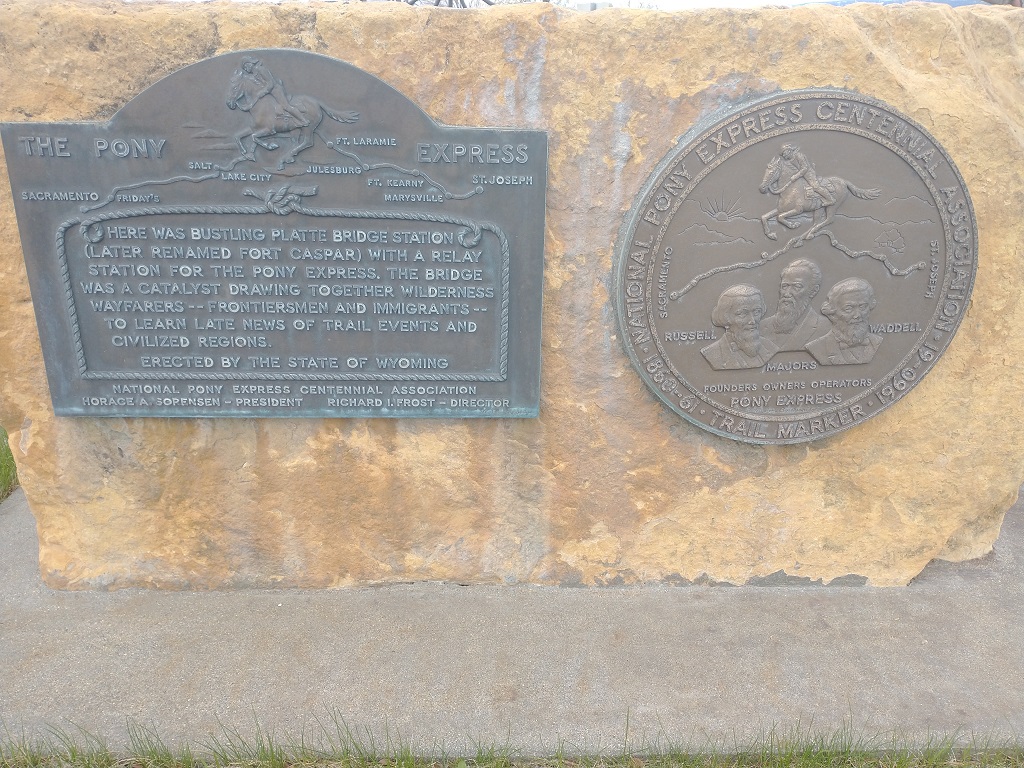 THE PONY EXPRESS
FT. LARAMIE
SALT LAKE CITY
JULESBURG
SACRAMENTO
FRIDAY'S
FT. KEARNY
MARYSVILLE
ST. JOSEPH
HERE WAS BUSTLING PLATTE BRIDGE STATION
(LATER RENAMED FORT CASPAR) WITH A RELAY
STATION FOR THE PONY EXPRESS. THE BRIDGE
WAS A CATALYST DRAWING TOGETHER WILDERNESS
WAYFARERS -- FRONTIERSMEN AND IMMIGRANTS --
TO LEARN LATE NEWS OF TRAIL EVENTS AND
CIVILIZED REGIONS.
ERECTED BY THE STATE OF WYOMING
NATIONAL PONY EXPRESS CENTENNIAL ASSOCIATION
HORACE A. SORENSEN - PRESIDENT RICHARD I. FROST - DIRECTOR
NATIONAL PONY EXPRESS CENTENNIAL ASSOCIATION
SACRAMENTO
ST. JOSEPH
RUSSELL
MAJORS
WADDELL
FOUNDERS OWNERS OPERATORS
PONY EXPRESS
· 1860-61 · TRAIL MARKER · 1960-61 ·